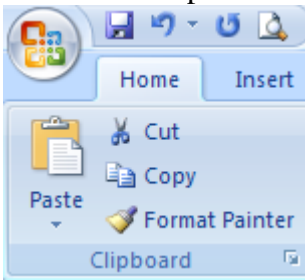 Home Insert
Cut
Copy
Paste
Format Painter
Clipboard